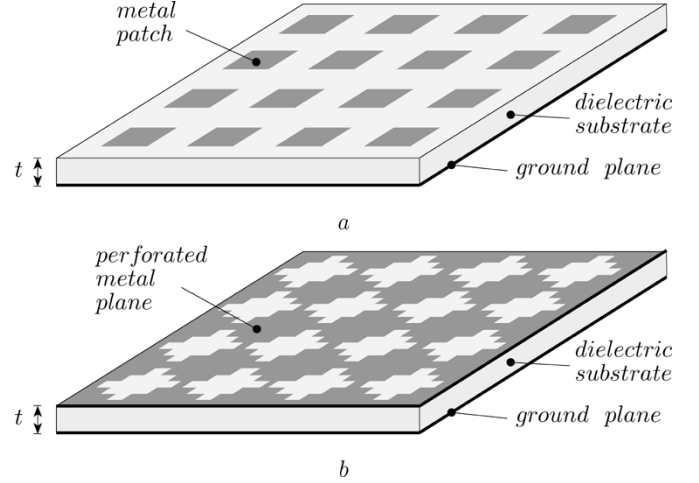 metal
patch
dielectric
substrate
t
ground plane
a
perforated
metal
plane
dielectric
substrate
t
ground plane
b